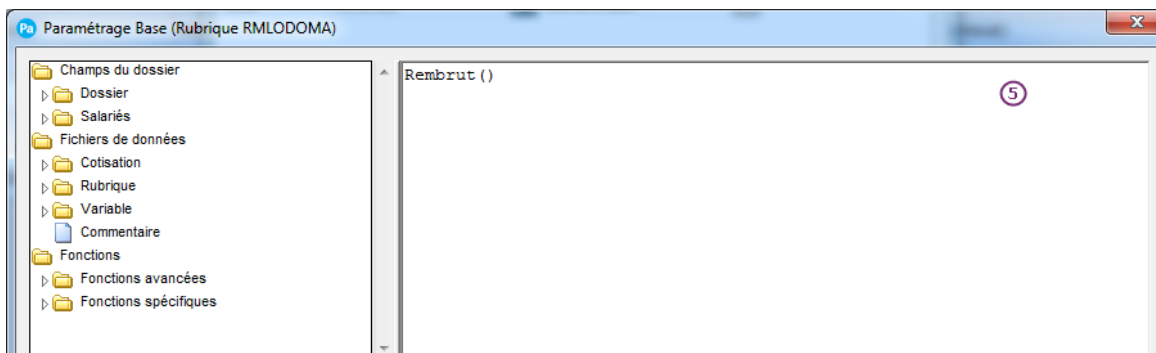 Pa Paramétrage Base (Rubrique RMLODOMA) X
Champs du dossier
Dossier
Salariés
Fichiers de données
Cotisation
Rubrique
Variable
Commentaire
Fonctions
Fonctions avancées
Fonctions spécifiques
Rembrut()
5